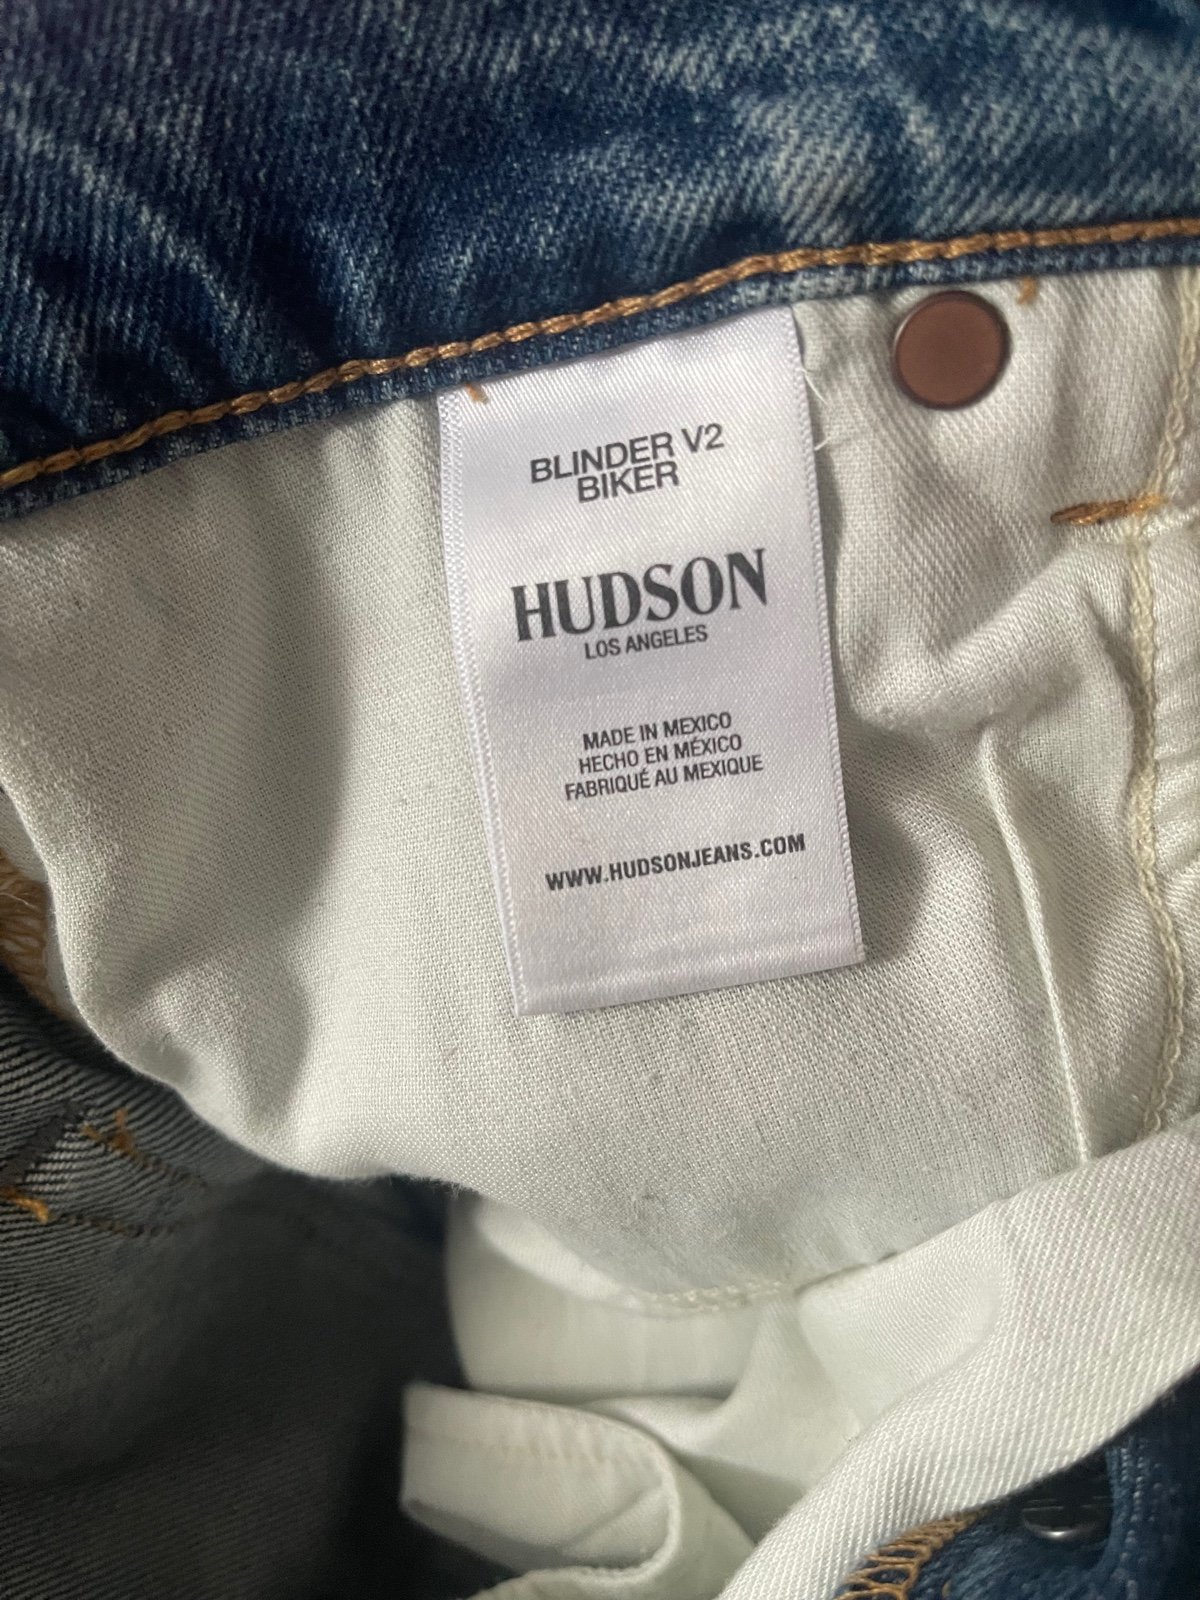 BLINDER V2
BIKER
HUDSON
LOS ANGELES
MADE IN MEXICO
HECHO EN MÉXICO
FABRIQUÉ AU MEXIQUE
WWW.HUDSONJEANS.COM